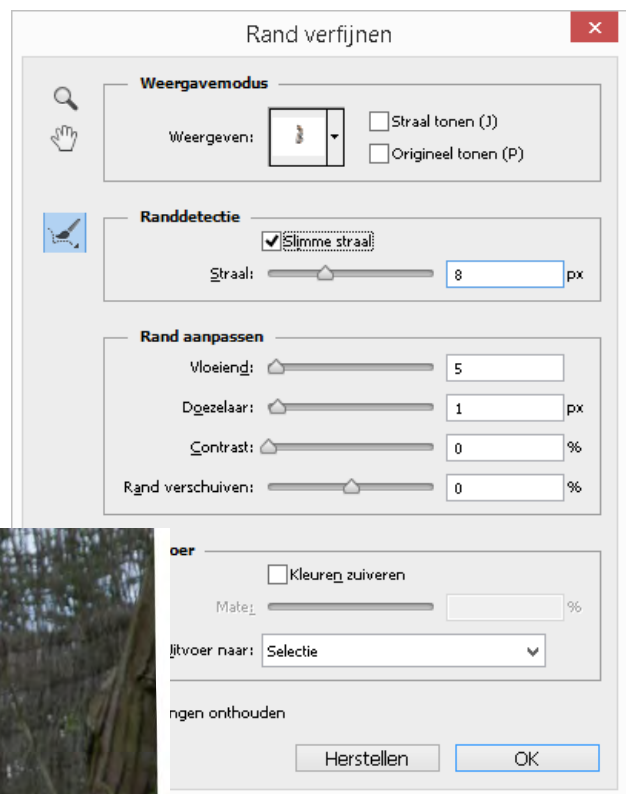 Rand verfijnen
Weergavemodus
Weergeven:
Straal tonen (J)
Origineel tonen (P)
Randdetectie
Slimme straal
Straal: 8 px
Rand aanpassen
Vloeiend: 5
Doezelaar: 1 px
Contrast: 0 %
Rand verschuiven: 0 %
oer
Kleuren zuiveren
Mate: %
Uitvoer naar: Selectie
ngen onthouden
Herstellen OK